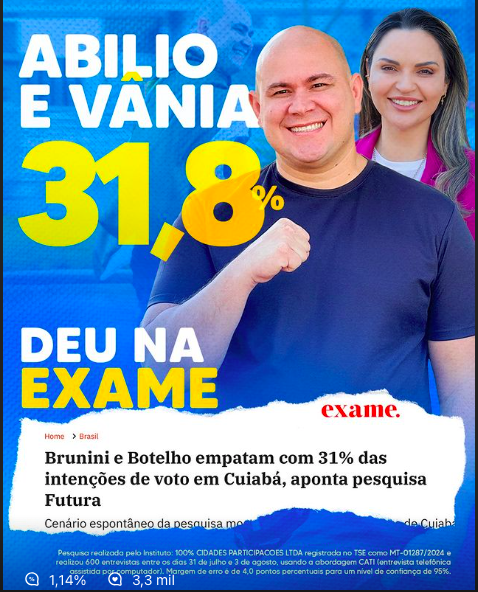 ABILIO
E VÂNIA
31,8%
DEU NA
EXAME
exame.
Home > Brasil
Brunini e Botelho empatam com 31% das
intenções de voto em Cuiabá, aponta pesquisa
Futura
Cenário espontâneo da pesquisa mo de Cuiab
Pesquisa realizada pelo Instituto: 100% CIDADES PARTICIPACOES LTDA registrada no TSE como MT-01287/2024 e
realizou 600 entrevistas entre os dias 31 de julho e 3 de agosto, usando a abordagem CATI (entrevista telefônica
assistida por computador). Margem de erro é de 4,0 pontos percentuais para um nível de confiança de 95%.
1,14% 3,3 mil